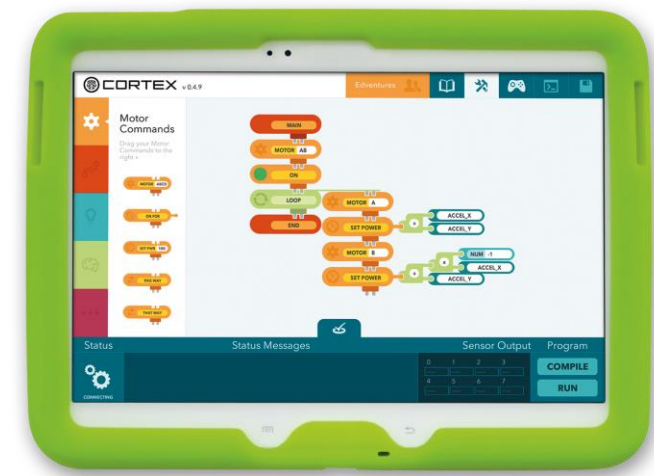 CORTEX v 0.4.9
Edventures
Motor
Commands
Drag your Motor
Commands to the
right »
MOTOR ABCD
ON FOR
SET PWR 100
THIS WAY
THAT WAY
MAIN
MOTOR AB
ON
LOOP
END
MOTOR A
SET POWER
+
ACCEL_X
ACCEL_Y
MOTOR B
SET POWER
+
NUM -1
ACCEL_X
ACCEL_Y
Status
Status Messages
Sensor Output
Program
CONNECTING
0 1 2 3
4 5 6 7
COMPILE
RUN